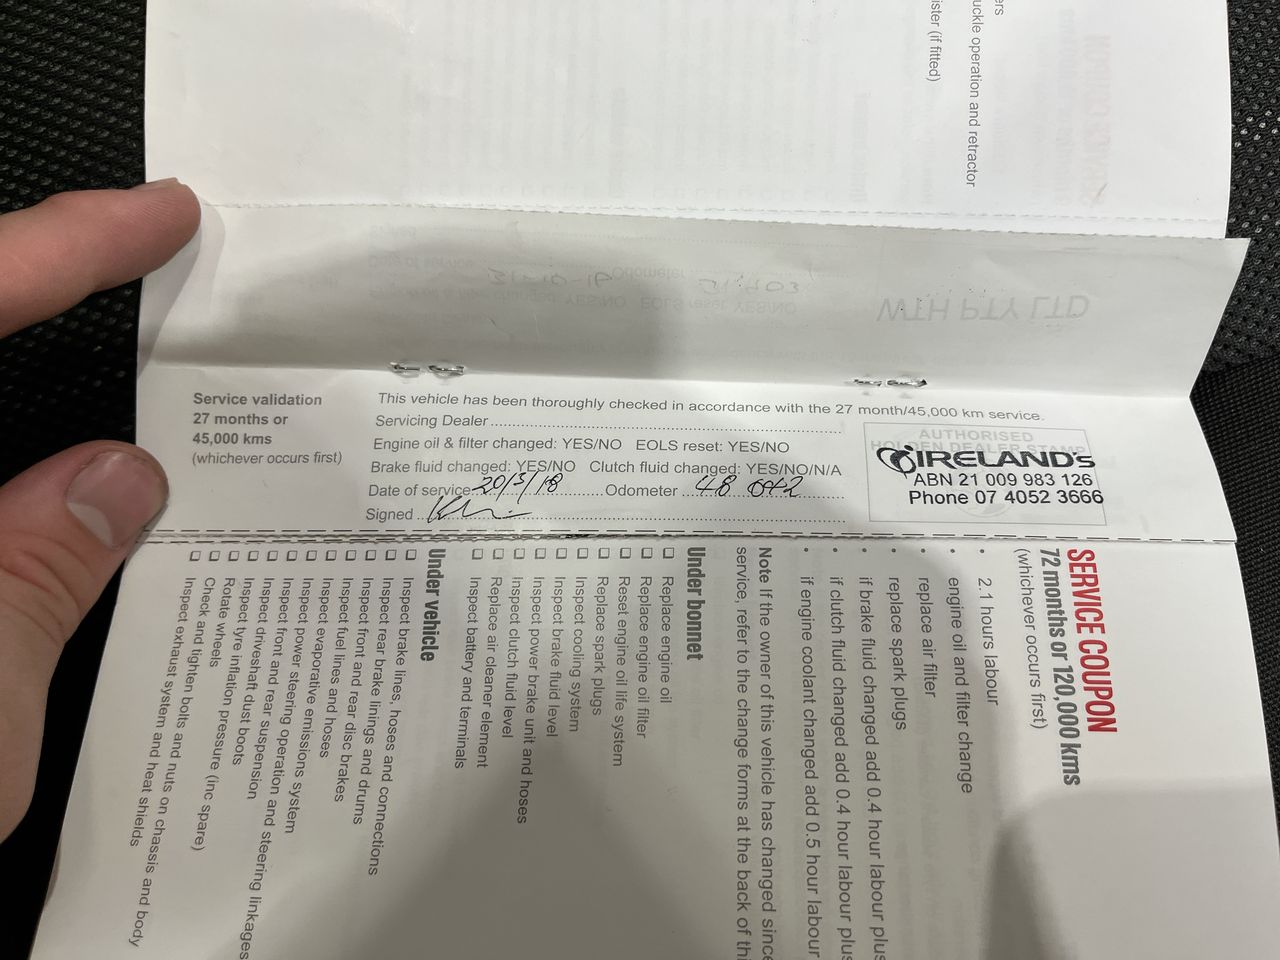 ers
uckle operation and retractor
ister (if fitted)
WTH PTY LTD
Service validation
27 months or
45,000 kms
(whichever occurs first)
This vehicle has been thoroughly checked in accordance with the 27 month/45,000 km service.
Servicing Dealer
Engine oil & filter changed: YES/NO EOLS reset: YES/NO
Brake fluid changed: YES/NO Clutch fluid changed: YES/NO/N/A
Date of service 20/3/18 Odometer 48 042
Signed
AUTHORISED
HOLDEN DEALER STAMP
IRELANDS
ABN 21 009 983 126
Phone 07 4052 3666
SERVICE COUPON
72 months or 120,000 kms
(whichever occurs first)
• 2.1 hours labour
• engine oil and filter change
• replace air filter
• replace spark plugs
• if brake fluid changed add 0.4 hour labour plus
• if clutch fluid changed add 0.4 hour labour plus
• if engine coolant changed add 0.5 hour labour
Note If the owner of this vehicle has changed since
service, refer to the change forms at the back of thi
Under bonnet
Replace engine oil
Replace engine oil filter
Reset engine oil life system
Replace spark plugs
Inspect cooling system
Inspect brake fluid level
Inspect power brake unit and hoses
Inspect clutch fluid level
Replace air cleaner element
Inspect battery and terminals
Under vehicle
Inspect brake lines, hoses and connections
Inspect rear brake linings and drums
Inspect front and rear disc brakes
Inspect fuel lines and hoses
Inspect evaporative emissions system
Inspect power steering operation and steering linkages
Inspect front and rear suspension
Inspect driveshaft dust boots
Inspect tyre inflation pressure (inc spare)
Rotate wheels
Check and tighten bolts and nuts on chassis and body
Inspect exhaust system and heat shields